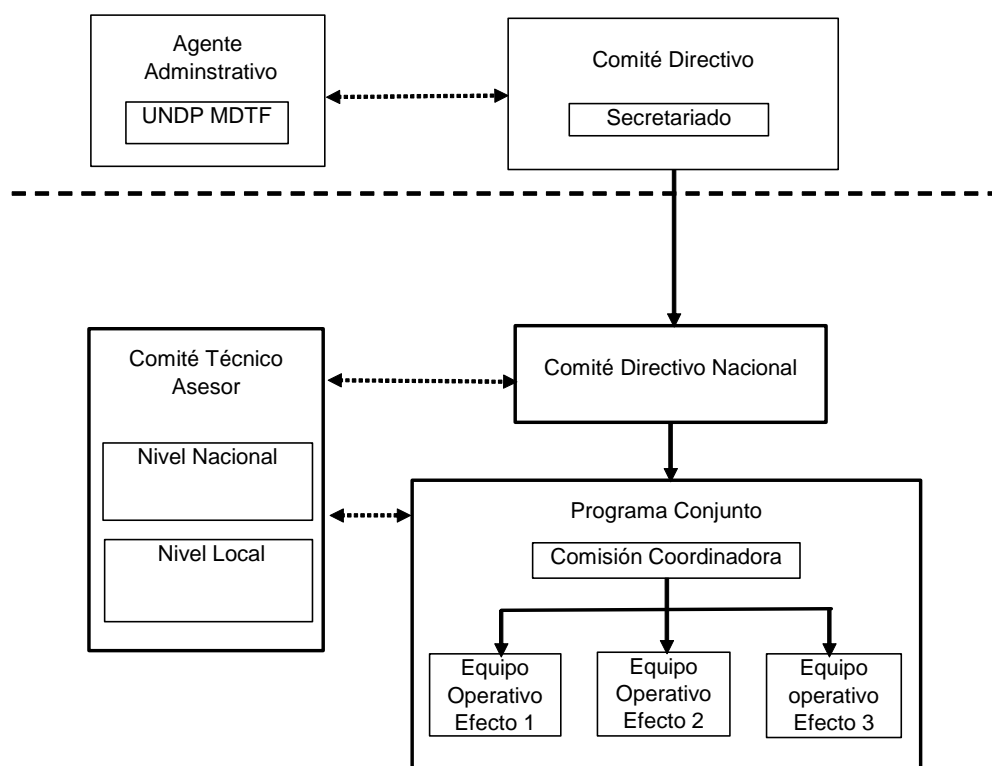 Agente
Adminstrativo
UNDP MDTF
Comité Directivo
Secretariado
Comité Técnico
Asesor
Nivel Nacional
Nivel Local
Comité Directivo Nacional
Programa Conjunto
Comisión Coordinadora
Equipo
Operativo
Efecto 1
Equipo
Operativo
Efecto 2
Equipo
operativo
Efecto 3